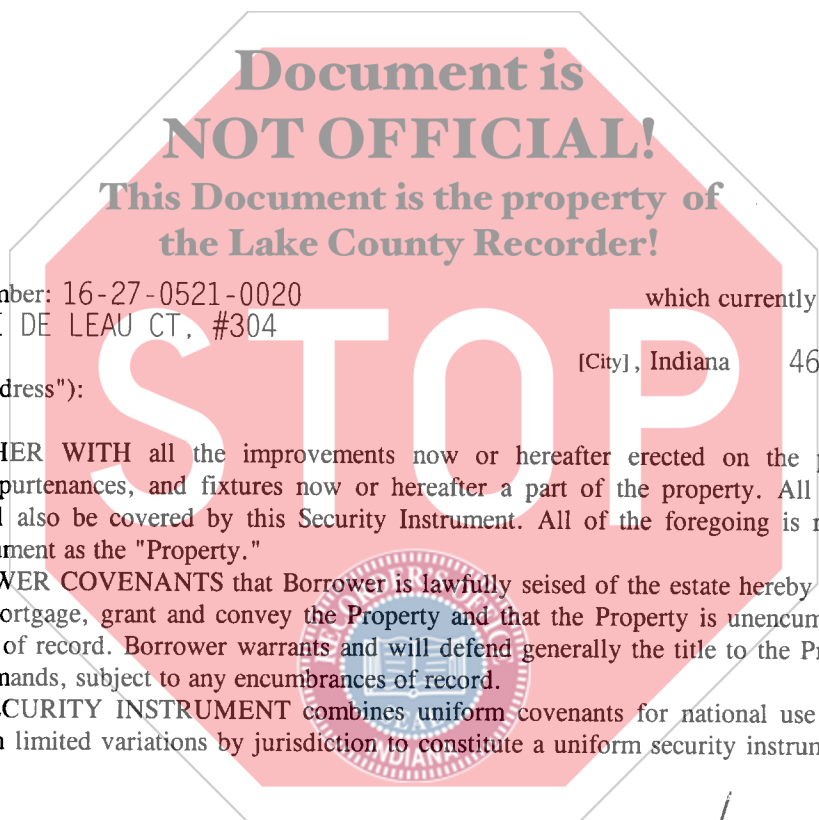 Document is
NOT OFFICIAL!
This Document is the property of
the Lake County Recorder!
nber: 16-27-0521-0020 which currently
DE LEAU CT, #304
[City], Indiana 46
dress"):
STOP
HER WITH all the improvements now or hereafter erected on the
purtenances, and fixtures now or hereafter a part of the property. All
also be covered by this Security Instrument. All of the foregoing is
ument as the "Property."
WER COVENANTS that Borrower is lawfully seised of the estate hereby
ortgage, grant and convey the Property and that the Property is unencum
of record. Borrower warrants and will defend generally the title to the Pr
mands, subject to any encumbrances of record.
CURITY INSTRUMENT combines uniform covenants for national use
limited variations by jurisdiction to constitute a uniform security instrum
RECORDER'S OFFICE
SEAL
INDIANA